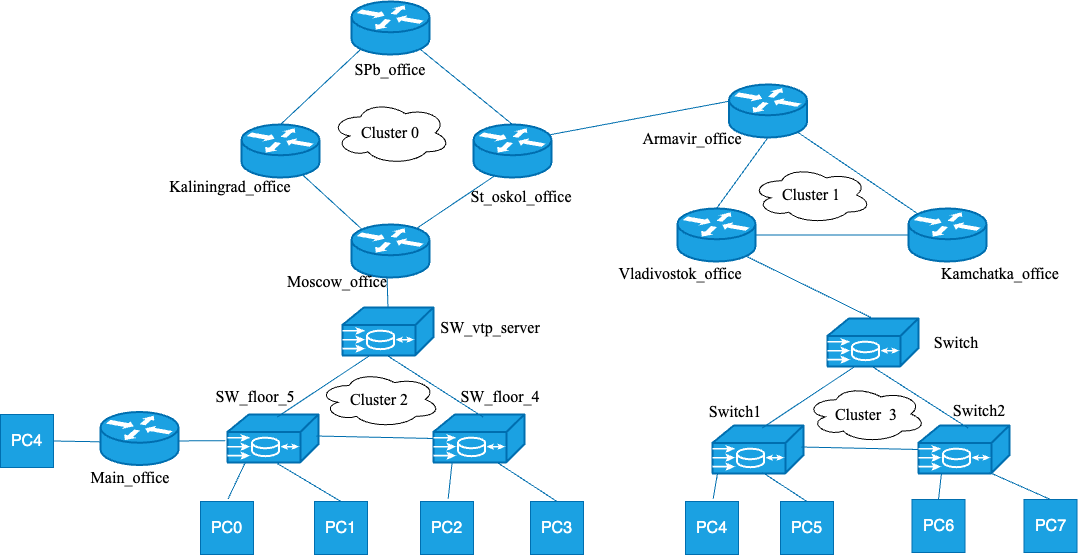 SPb_office
Cluster 0
Armavir_office
Kaliningrad_office
St_oskol_office
Cluster 1
Moscow_office
Vladivostok_office
Kamchatka_office
SW_vtp_server
Switch
SW_floor_5
Cluster 2
SW_floor_4
Switch1
Cluster 3
Switch2
PC4
Main_office
PC0
PC1
PC2
PC3
PC4
PC5
PC6
PC7